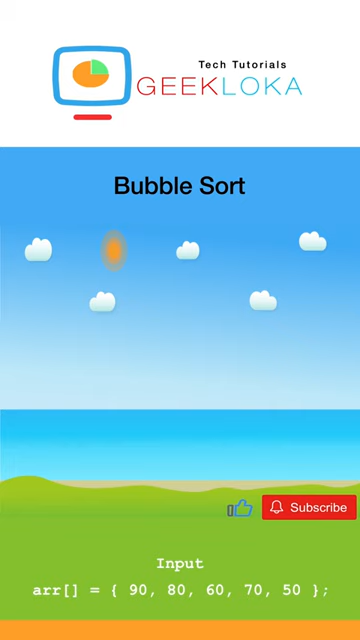 Tech Tutorials
GEEKLOKA
Bubble Sort
Subscribe
Input
arr[] = { 90, 80, 60, 70, 50 };